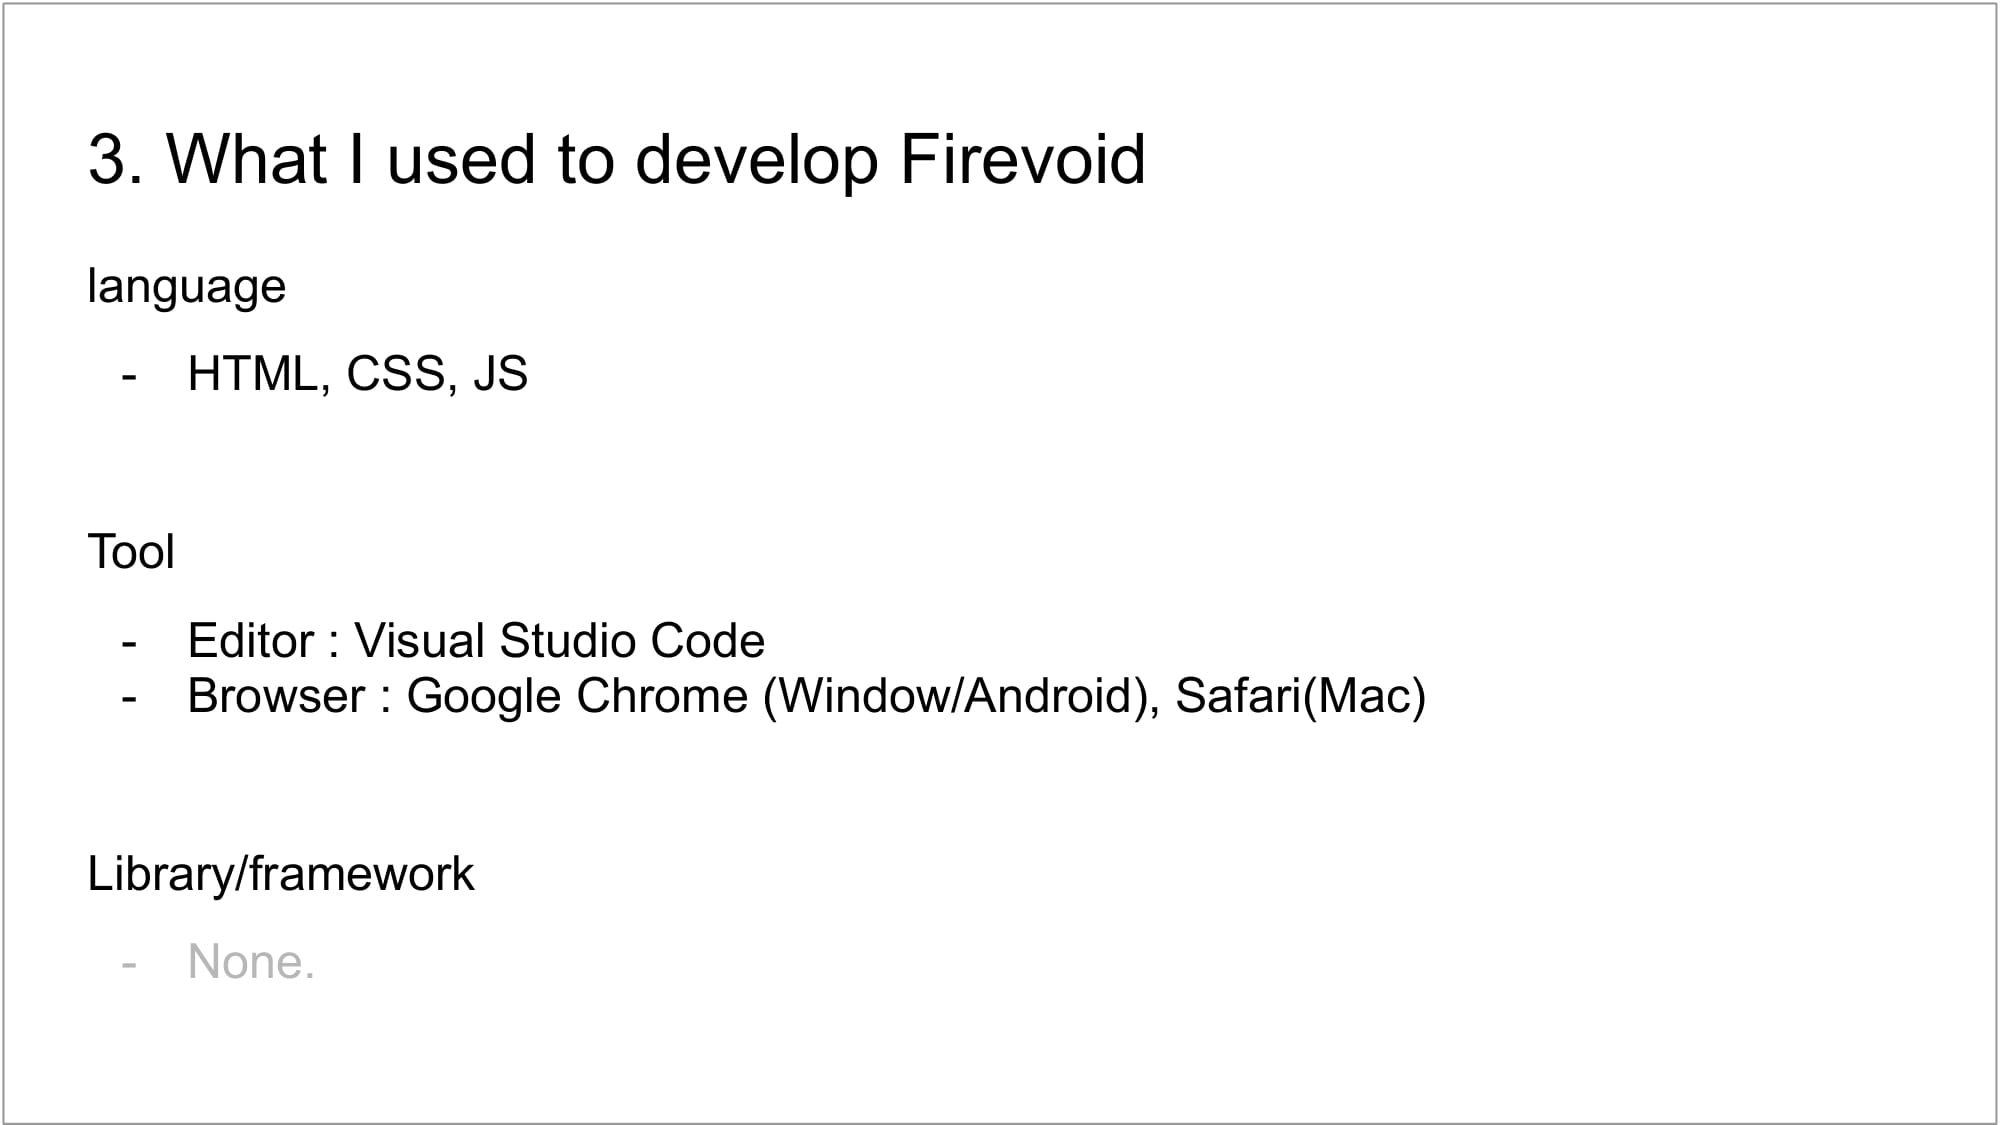 3. What I used to develop Firevoid
language
- HTML, CSS, JS
Tool
- Editor : Visual Studio Code
- Browser : Google Chrome (Window/Android), Safari(Mac)
Library/framework
- None.